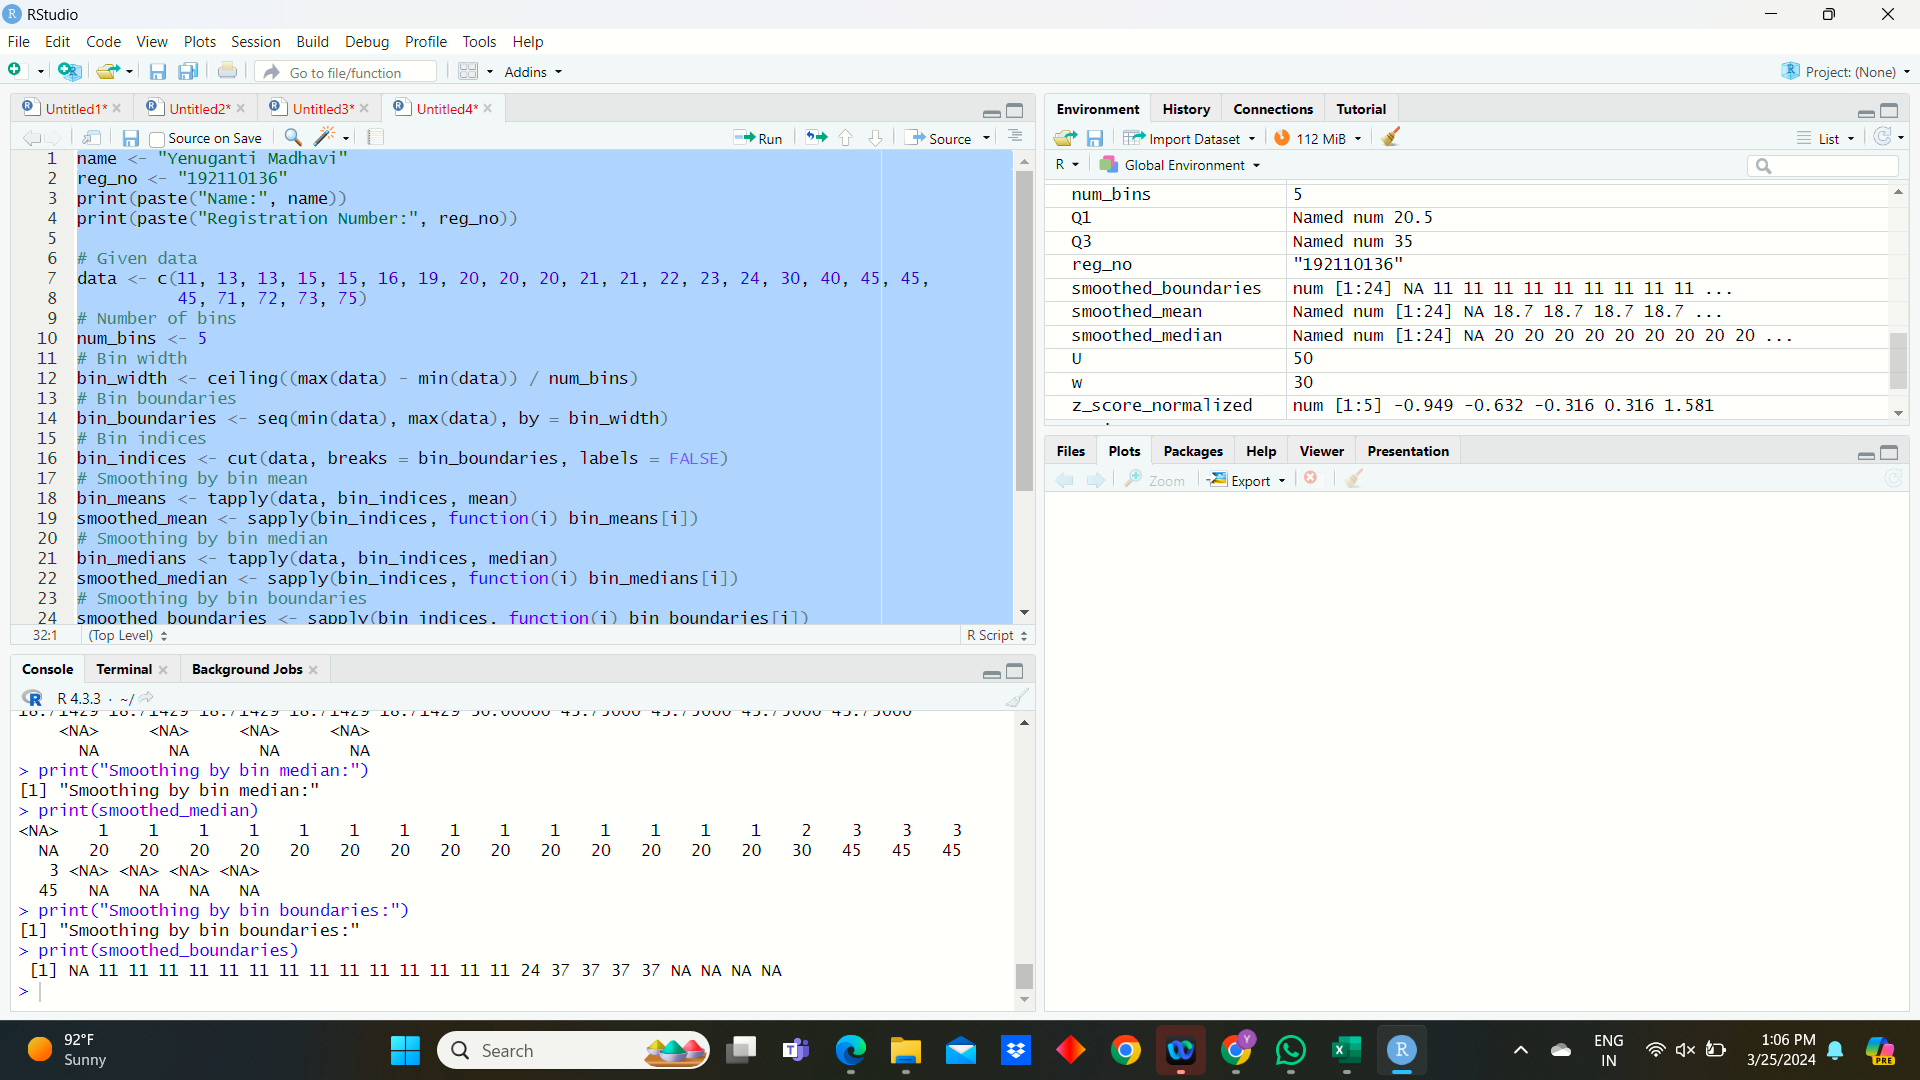 RStudio
File Edit Code View Plots Session Build Debug Profile Tools Help
Go to file/function Addins Project: (None)
Untitled1* Untitled2* Untitled3* Untitled4*
Source on Save Run Source
1 name <- "Yenuganti Madhavi"
2 reg_no <- "192110136"
3 print(paste("Name:", name))
4 print(paste("Registration Number:", reg_no))
5
6 # Given data
7 data <- c(11, 13, 13, 15, 15, 16, 19, 20, 20, 20, 21, 21, 22, 23, 24, 30, 40, 45, 45,
8 45, 71, 72, 73, 75)
9 # Number of bins
10 num_bins <- 5
11 # Bin width
12 bin_width <- ceiling((max(data) - min(data)) / num_bins)
13 # Bin boundaries
14 bin_boundaries <- seq(min(data), max(data), by = bin_width)
15 # Bin indices
16 bin_indices <- cut(data, breaks = bin_boundaries, labels = FALSE)
17 # Smoothing by bin mean
18 bin_means <- tapply(data, bin_indices, mean)
19 smoothed_mean <- sapply(bin_indices, function(i) bin_means[i])
20 # Smoothing by bin median
21 bin_medians <- tapply(data, bin_indices, median)
22 smoothed_median <- sapply(bin_indices, function(i) bin_medians[i])
23 # Smoothing by bin boundaries
24 smoothed_boundaries <- sapply(bin_indices, function(i) bin_boundaries[i])
32:1 (Top Level) R Script
Console Terminal Background Jobs
R 4.3.3 · ~/
18.71429 18.71429 18.71429 18.71429 18.71429 30.00000 43.75000 43.75000 43.75000 43.75000
<NA> <NA> <NA> <NA>
NA NA NA NA
> print("Smoothing by bin median:")
[1] "Smoothing by bin median:"
> print(smoothed_median)
<NA> 1 1 1 1 1 1 1 1 1 1 1 1 1 1 2 3 3 3
NA 20 20 20 20 20 20 20 20 20 20 20 20 20 20 30 45 45 45
3 <NA> <NA> <NA> <NA>
45 NA NA NA NA
> print("Smoothing by bin boundaries:")
[1] "Smoothing by bin boundaries:"
> print(smoothed_boundaries)
[1] NA 11 11 11 11 11 11 11 11 11 11 11 11 11 11 24 37 37 37 37 NA NA NA NA
>
Environment History Connections Tutorial
Import Dataset 112 MiB List
R Global Environment
num_bins 5
Q1 Named num 20.5
Q3 Named num 35
reg_no "192110136"
smoothed_boundaries num [1:24] NA 11 11 11 11 11 11 11 11 11 ...
smoothed_mean Named num [1:24] NA 18.7 18.7 18.7 18.7 ...
smoothed_median Named num [1:24] NA 20 20 20 20 20 20 20 20 20 ...
U 50
w 30
z_score_normalized num [1:5] -0.949 -0.632 -0.316 0.316 1.581
Files Plots Packages Help Viewer Presentation
Zoom Export
92°F
Sunny
Search
ENG
IN
1:06 PM
3/25/2024